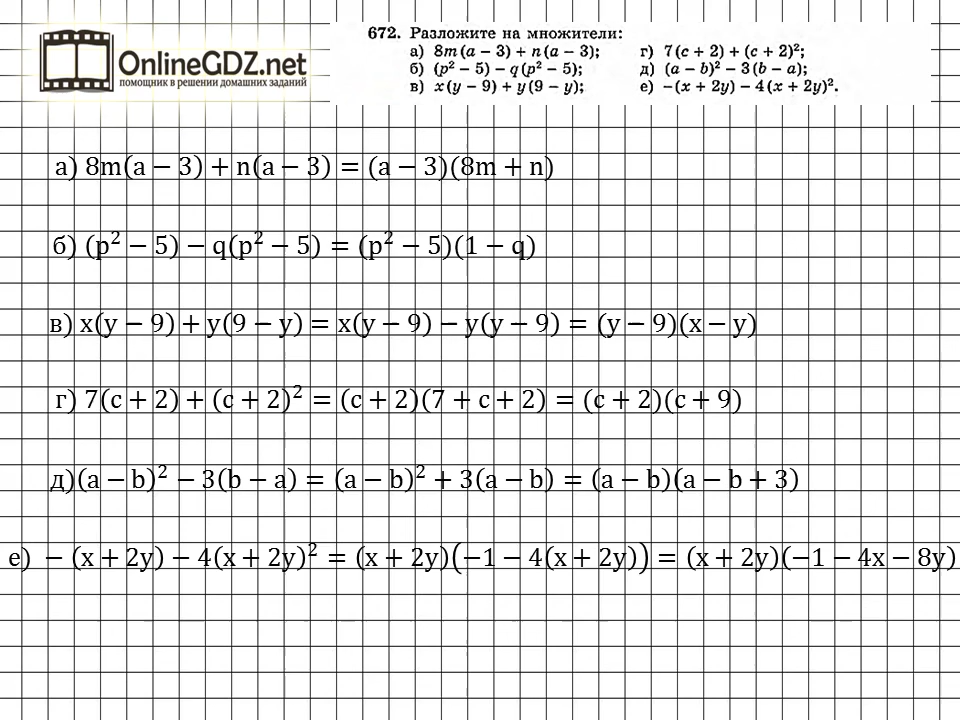 OnlineGDZ.net
помощник в решении домашних заданий
672. Разложите на множители:
а) 8m(a − 3) + n(a − 3);
б) (p² − 5) − q(p² − 5);
в) x(y − 9) + y(9 − y);
г) 7(c + 2) + (c + 2)²;
д) (a − b)² − 3(b − a);
е) −(x + 2y) − 4(x + 2y)².
а) 8m(a − 3) + n(a − 3) = (a − 3)(8m + n)
б) (p² − 5) − q(p² − 5) = (p² − 5)(1 − q)
в) x(y − 9) + y(9 − y) = x(y − 9) − y(y − 9) = (y − 9)(x − y)
г) 7(c + 2) + (c + 2)² = (c + 2)(7 + c + 2) = (c + 2)(c + 9)
д)(a − b)² − 3(b − a) = (a − b)² + 3(a − b) = (a − b)(a − b + 3)
е) −(x + 2y) − 4(x + 2y)² = (x + 2y)(−1 − 4(x + 2y)) = (x + 2y)(−1 − 4x − 8y)